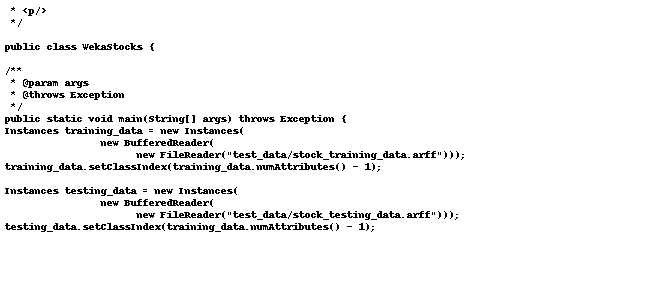 * <p/>
 */

public class WekaStocks {

/**
 * @param args
 * @throws Exception
 */
public static void main(String[] args) throws Exception {
Instances training_data = new Instances(
                new BufferedReader(
                      new FileReader("test_data/stock_training_data.arff")));
training_data.setClassIndex(training_data.numAttributes() - 1);

Instances testing_data = new Instances(
                new BufferedReader(
                      new FileReader("test_data/stock_testing_data.arff")));
testing_data.setClassIndex(training_data.numAttributes() - 1);